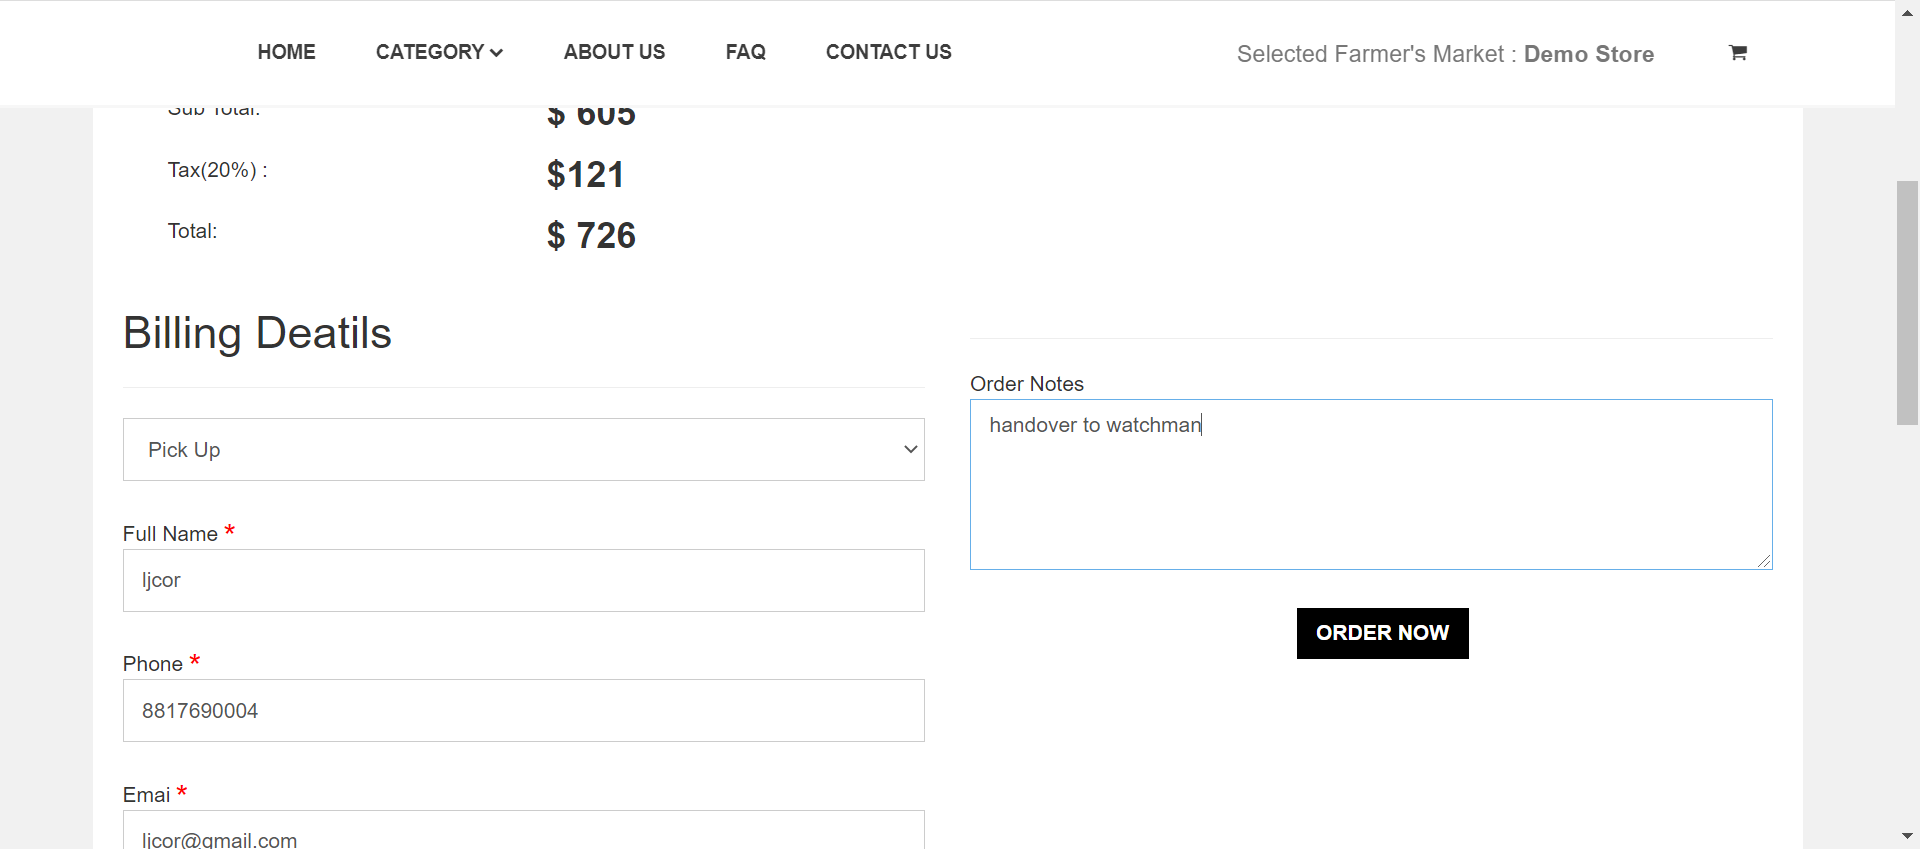 HOME CATEGORY ABOUT US FAQ CONTACT US Selected Farmer's Market : Demo Store
Sub Total: $ 605
Tax(20%) : $121
Total: $ 726
Billing Deatils
Pick Up
Full Name *
ljcor
Phone *
8817690004
Emai *
ljcor@gmail.com
Order Notes
handover to watchman
ORDER NOW